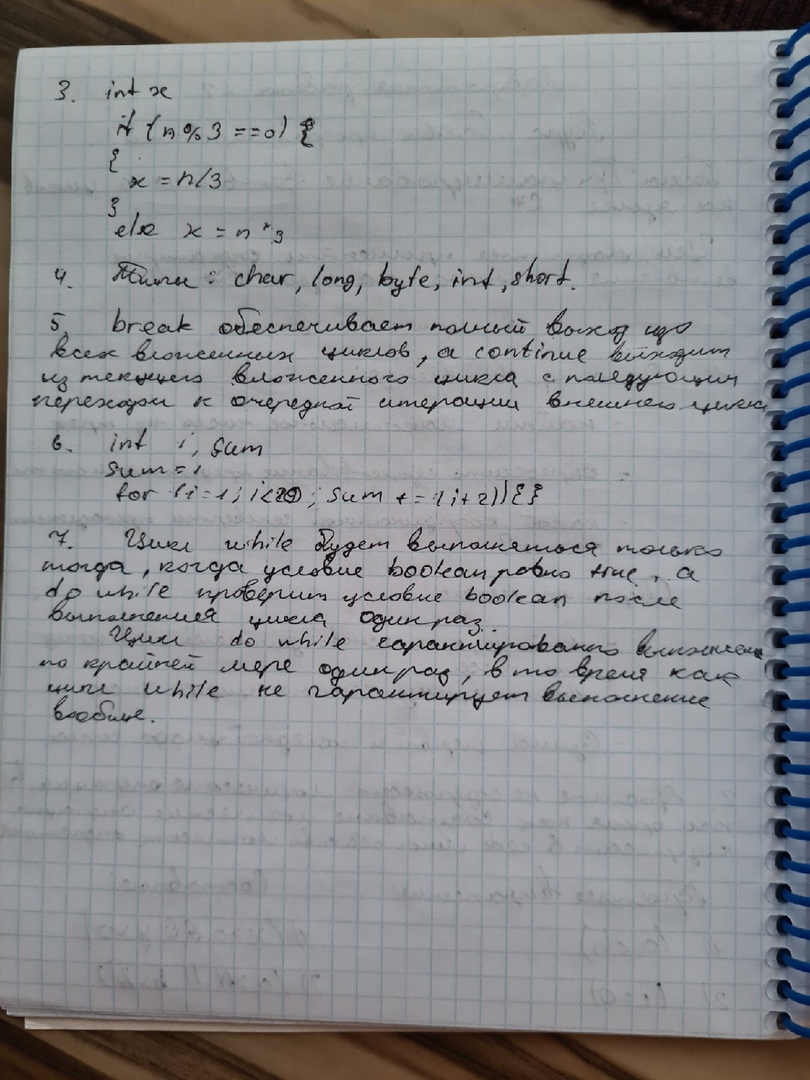 3. int x
if (n%3 ==0) {
{
x = n/3
}
else x = n*3
4. Типы : char, long, byte, int, short.
5. break обеспечивает полный выход из
всех вложенных циклов, а continue выходит
из текущего вложенного цикла с последующим
переходом к очередной итерации внешнего цикла
6. int i, sum
sum = 1
for (i=1; i<20; sum += (i+2)) {}
7. Цикл while будет выполняться только
тогда, когда условие boolean равно true, а
do while проверит условие boolean после
выполнения цикла один раз.
Цикл do while гарантированого
по крайней мере один раз, в то время как
цикл while не гарантирует выполнение
вообще.